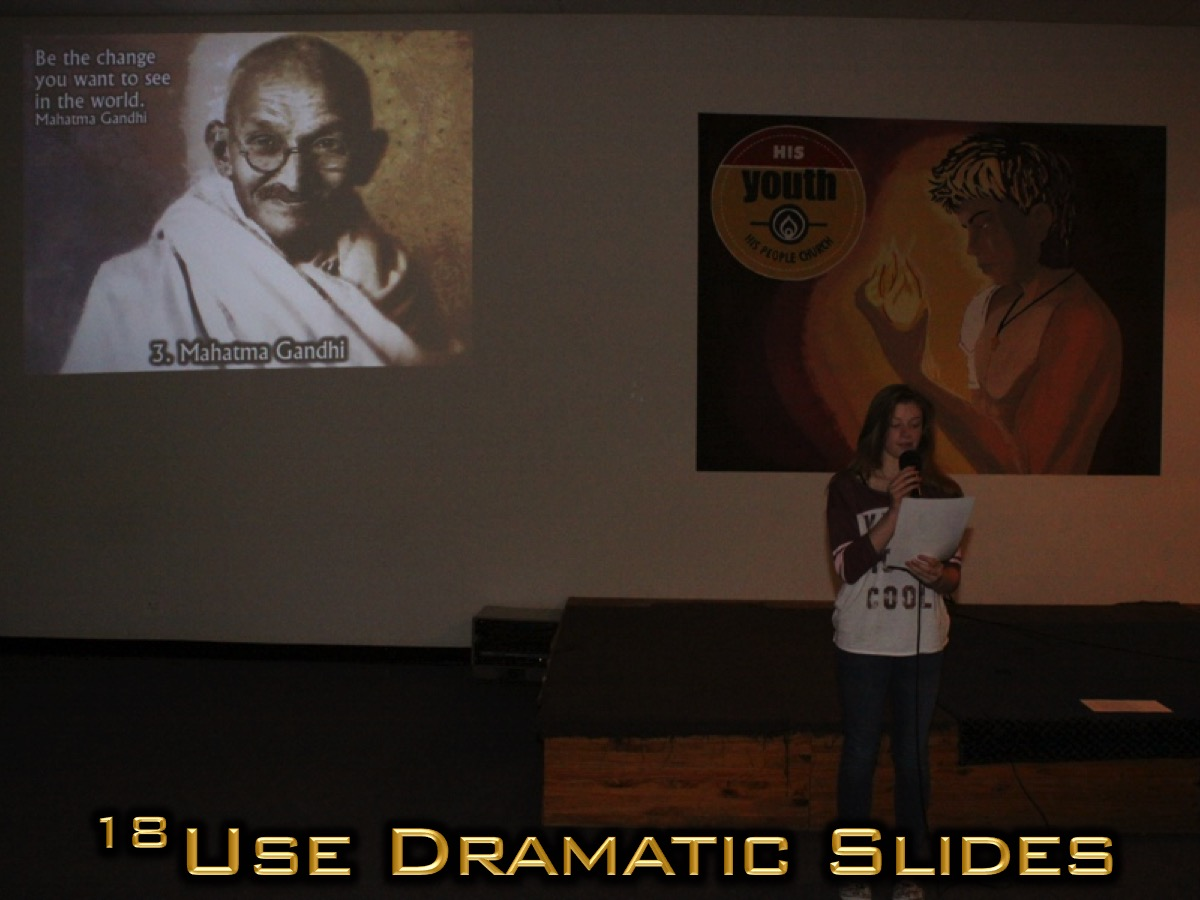 Be the change
you want to see
in the world.
Mahatma Gandhi
3. Mahatma Gandhi
HIS
youth
HIS PEOPLE CHURCH
COOL
18 USE DRAMATIC SLIDES